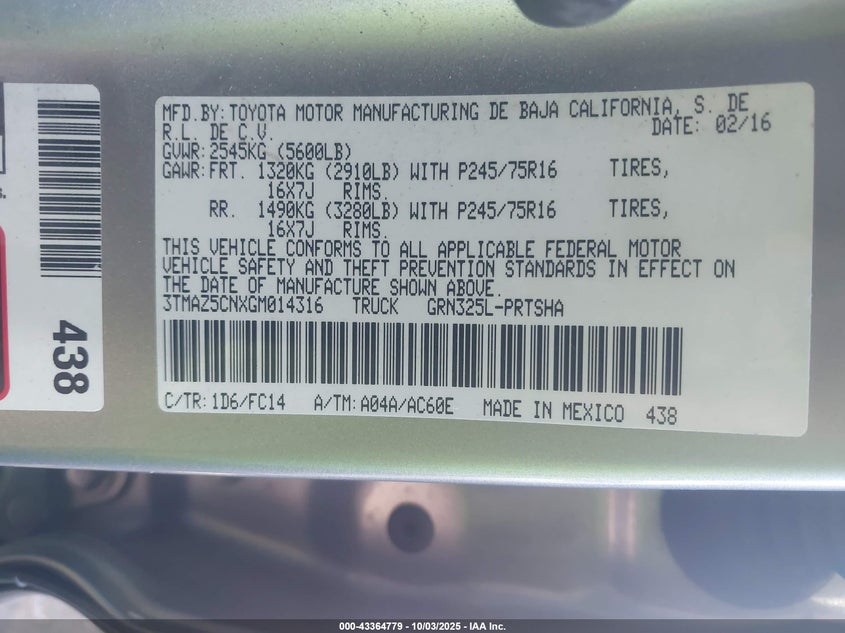 MFD.BY:TOYOTA MOTOR MANUFACTURING DE BAJA CALIFORNIA, S. DE
R.L. DE C.V. DATE: 02/16
GVWR:2545KG (5600LB)
GAWR:FRT. 1320KG (2910LB) WITH P245/75R16 TIRES,
16X7J RIMS.
RR. 1490KG (3280LB) WITH P245/75R16 TIRES,
16X7J RIMS.
THIS VEHICLE CONFORMS TO ALL APPLICABLE FEDERAL MOTOR
VEHICLE SAFETY AND THEFT PREVENTION STANDARDS IN EFFECT ON
THE DATE OF MANUFACTURE SHOWN ABOVE.
3TMAZ5CNXGM014316 TRUCK GRN325L-PRTSHA
C/TR:1D6/FC14 A/TM:A04A/AC60E MADE IN MEXICO 438
438
000-43364779 - 10/03/2025 - IAA Inc.